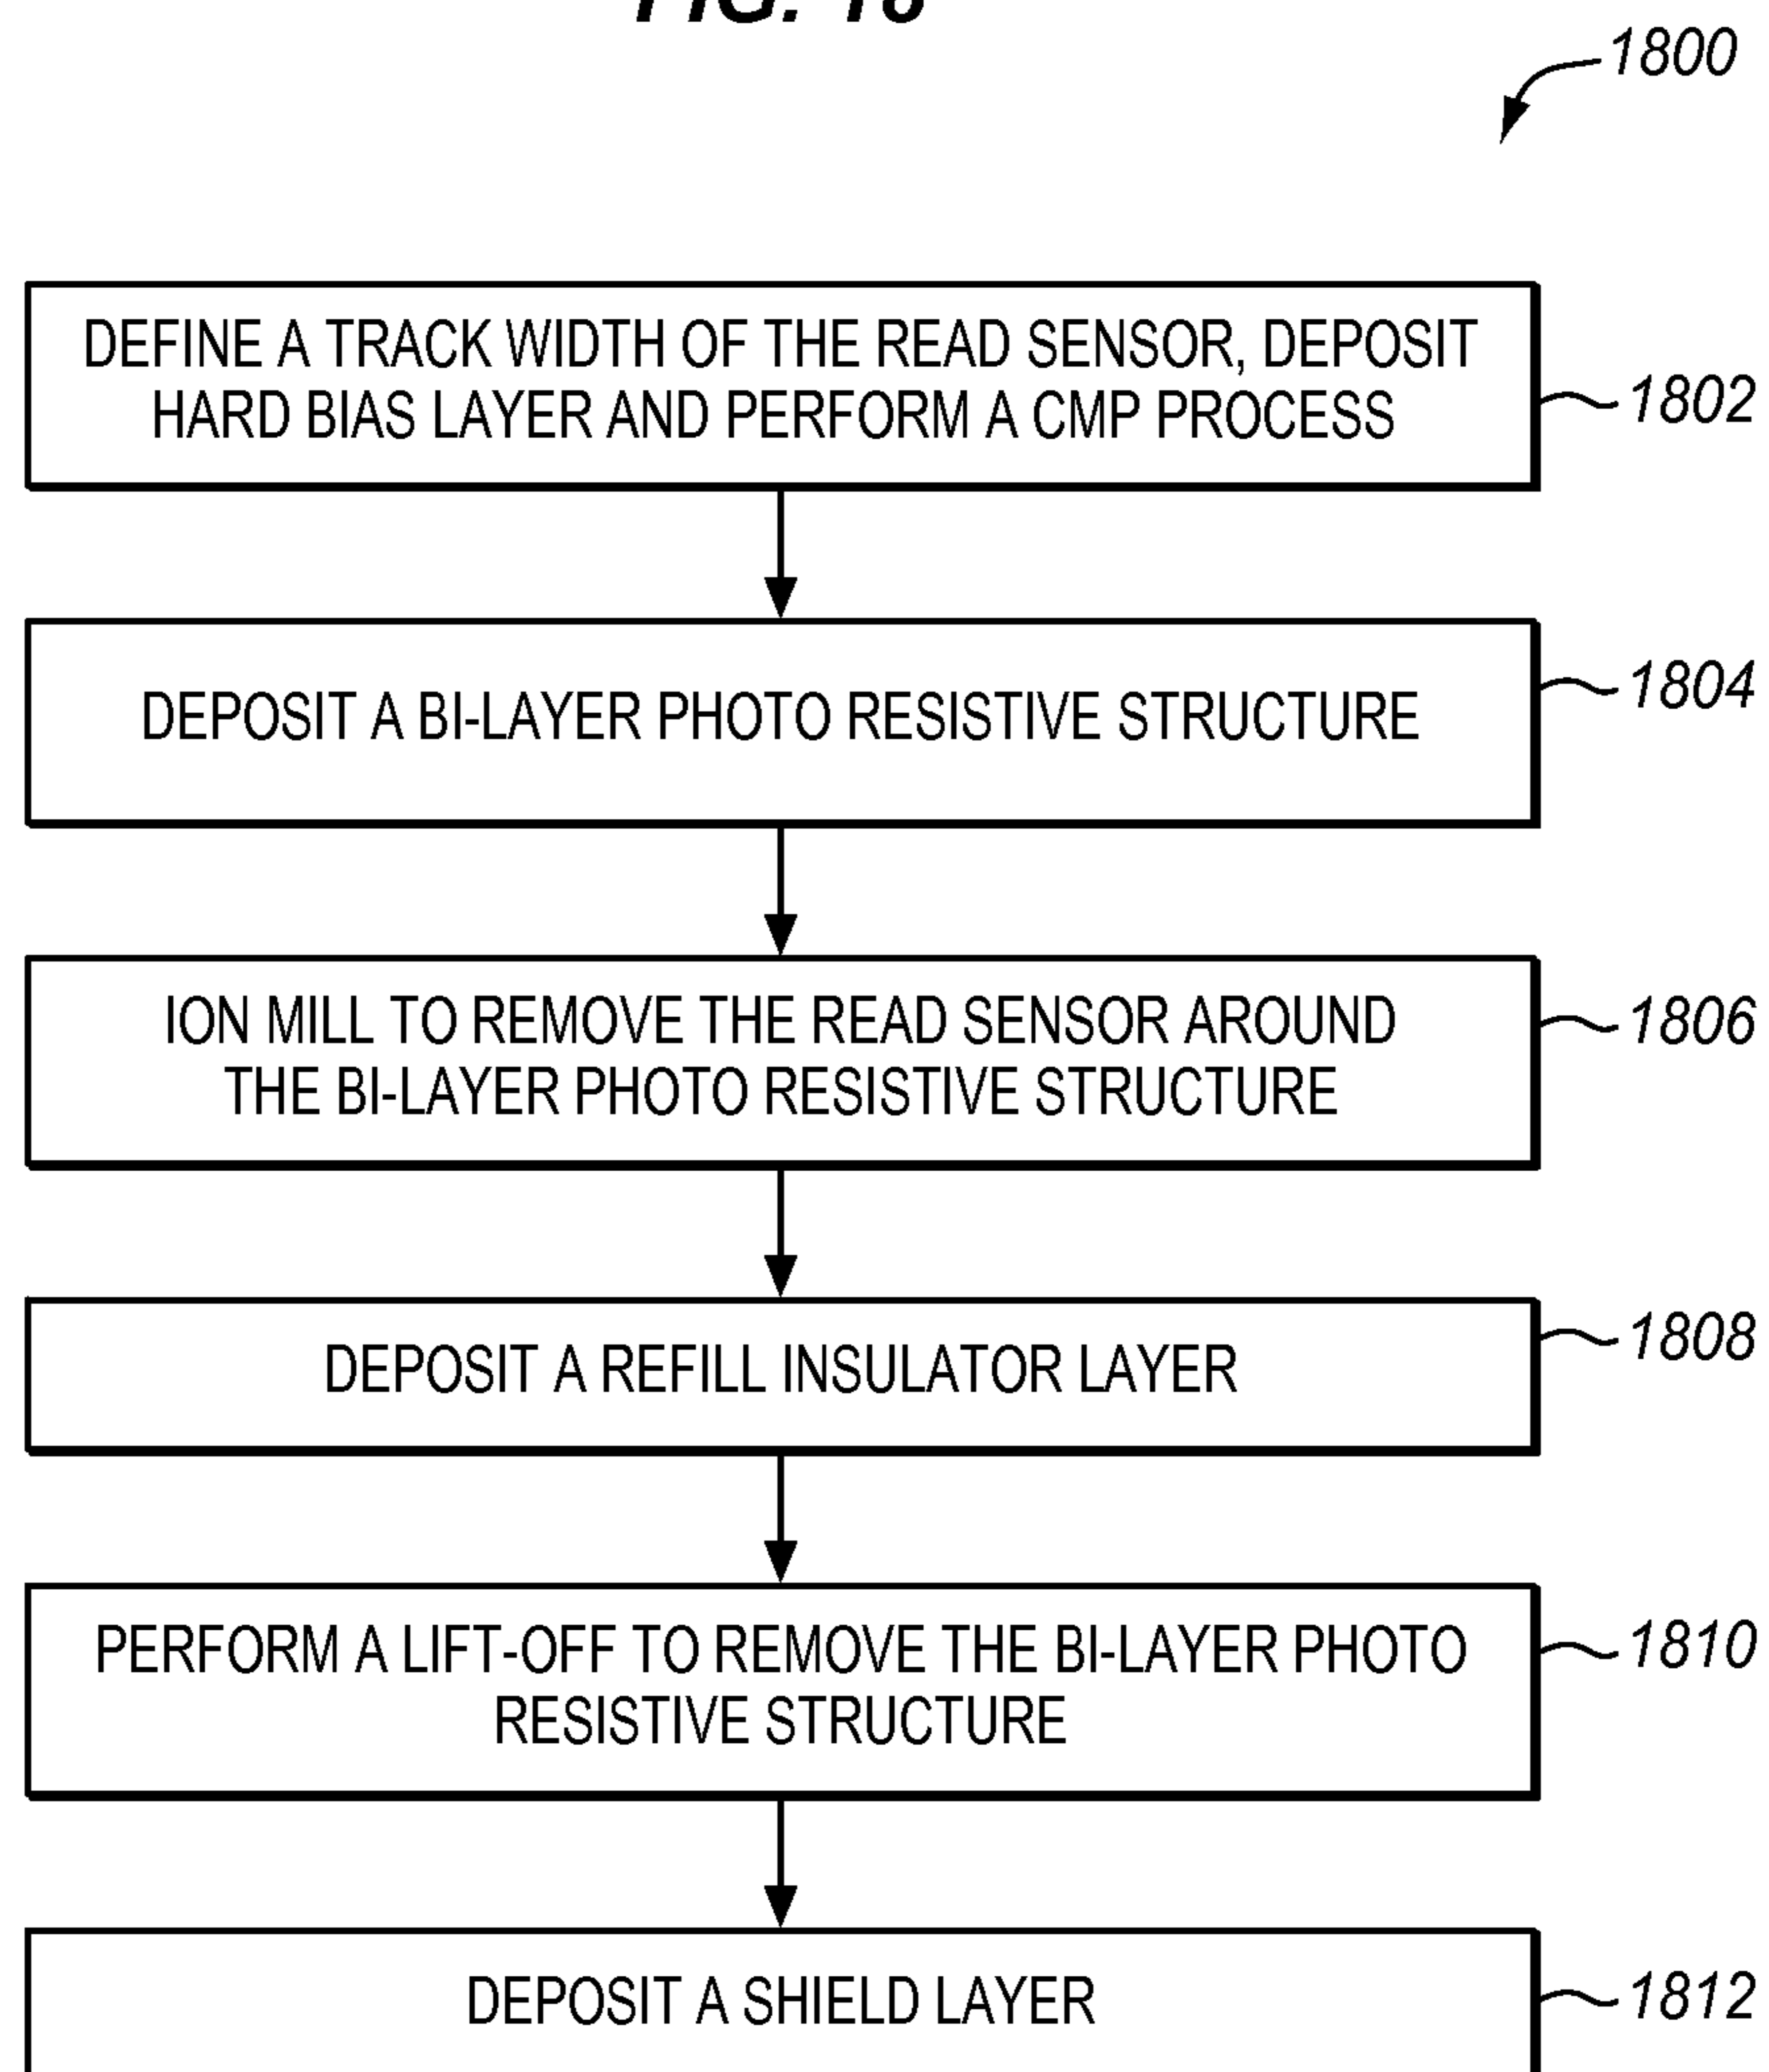 FIG. 18
1800
DEFINE A TRACK WIDTH OF THE READ SENSOR, DEPOSIT
HARD BIAS LAYER AND PERFORM A CMP PROCESS
1802
DEPOSIT A BI-LAYER PHOTO RESISTIVE STRUCTURE
1804
ION MILL TO REMOVE THE READ SENSOR AROUND
THE BI-LAYER PHOTO RESISTIVE STRUCTURE
1806
DEPOSIT A REFILL INSULATOR LAYER
1808
PERFORM A LIFT-OFF TO REMOVE THE BI-LAYER PHOTO
RESISTIVE STRUCTURE
1810
DEPOSIT A SHIELD LAYER
1812